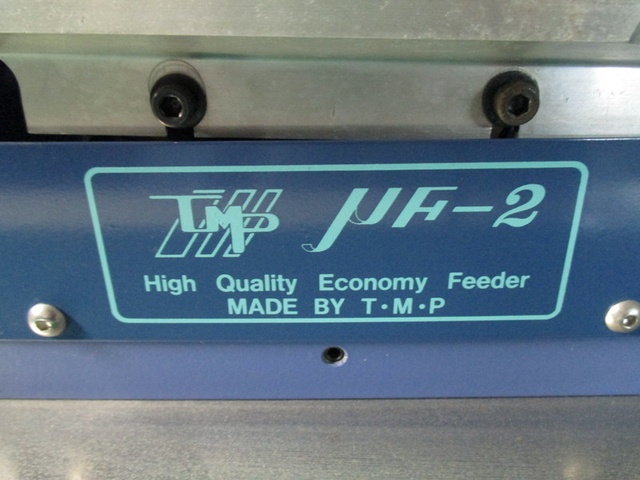 TMP μF-2
High Quality Economy Feeder
MADE BY T·M·P